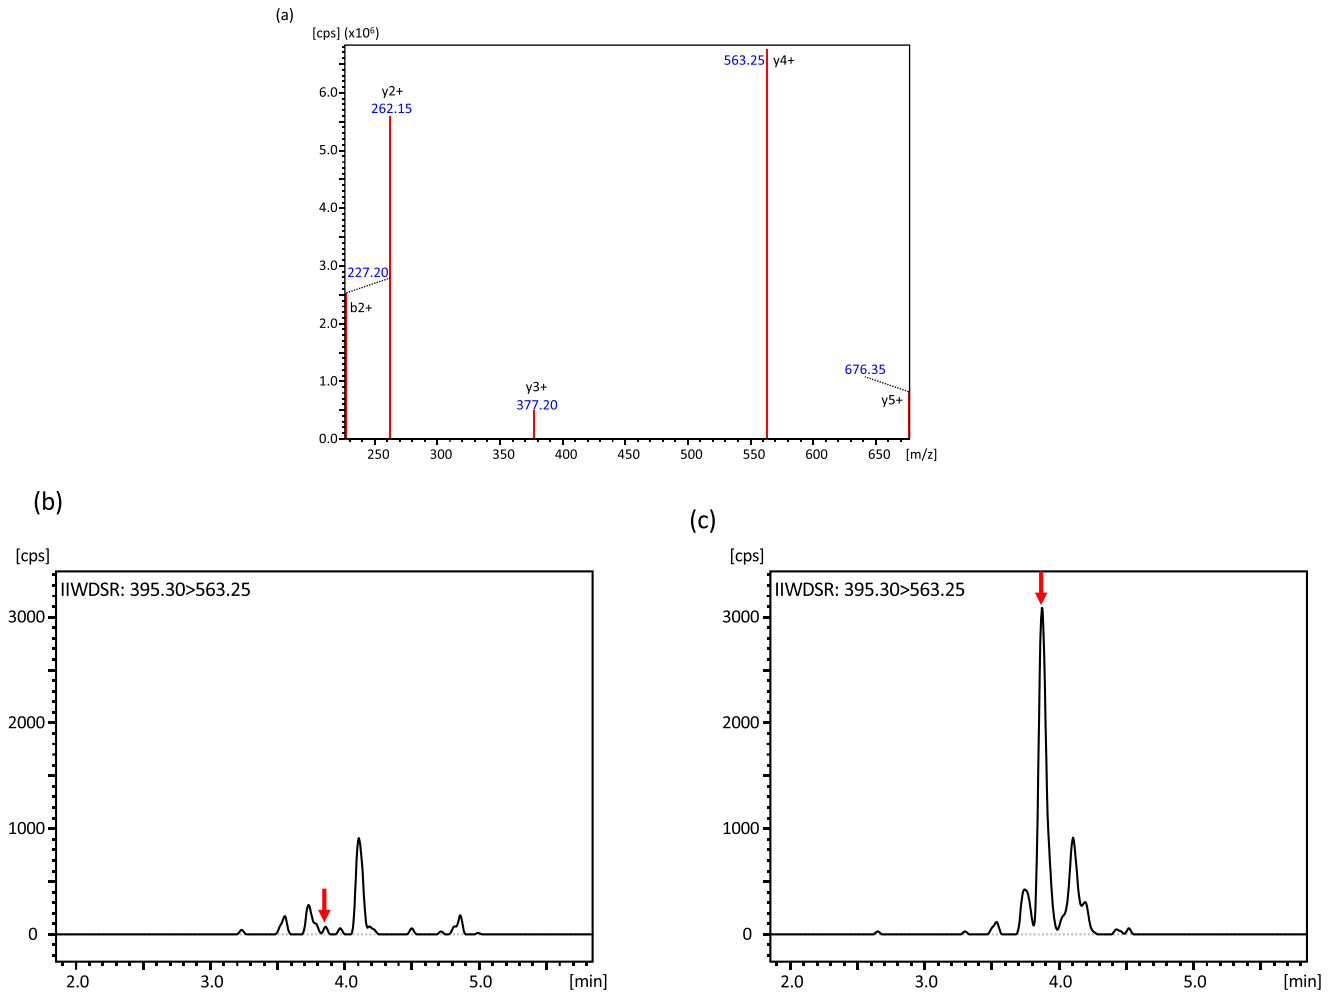 (a)
[cps] (x10⁶)
563.25 y4+
6.0 y2+
262.15
5.0
4.0
3.0
227.20
b2+
2.0
1.0 y3+ 676.35
377.20 y5+
0.0
250 300 350 400 450 500 550 600 650 [m/z]
(b)
[cps]
IIWDSR: 395.30>563.25
3000
2000
1000
0
2.0 3.0 4.0 5.0 [min]
(c)
[cps]
IIWDSR: 395.30>563.25
3000
2000
1000
0
2.0 3.0 4.0 5.0 [min]